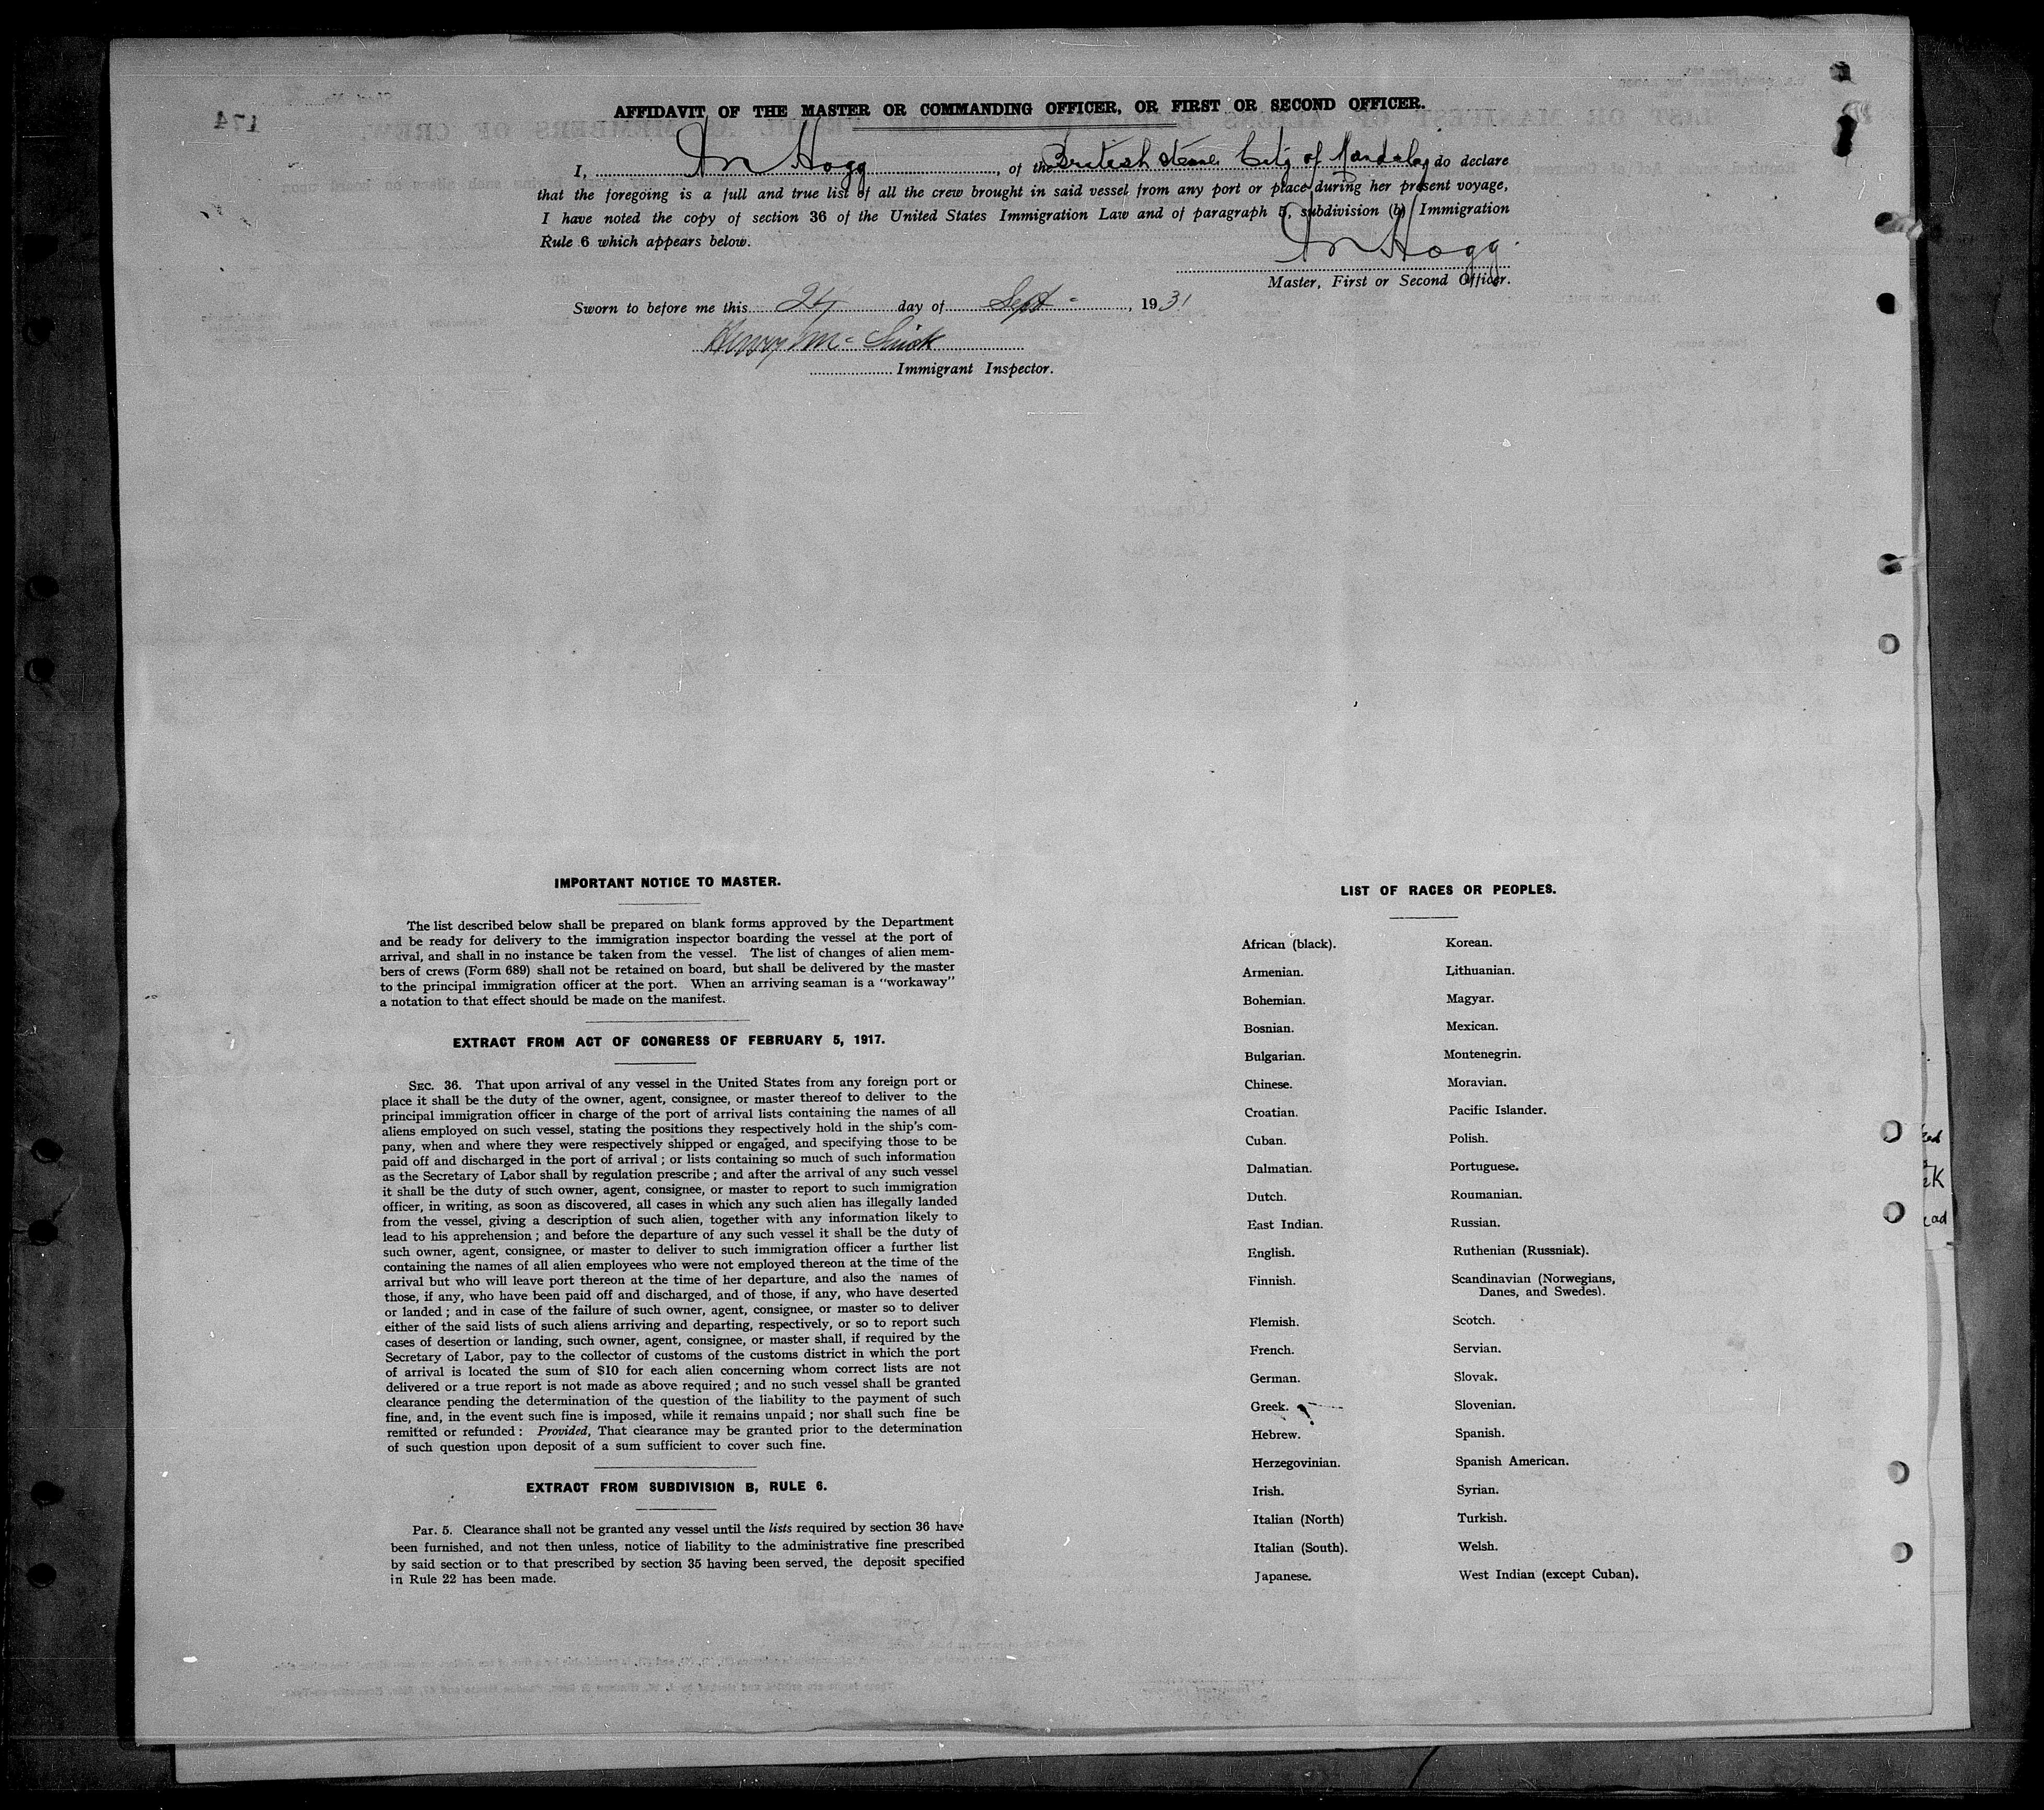 AFFIDAVIT OF THE MASTER OR COMMANDING OFFICER, OR FIRST OR SECOND OFFICER.
I, Hogg, of the British steamer City of Mandalay do declare
that the foregoing is a full and true list of all the crew brought in said vessel from any port or place during her present voyage,
I have noted the copy of section 36 of the United States Immigration Law and of paragraph 5, subdivision (b) Immigration
Rule 6 which appears below.
Hogg.
Master, First or Second Officer.
Sworn to before me this 24 day of Sept - , 1931
Henry
Immigrant Inspector.
IMPORTANT NOTICE TO MASTER.
The list described below shall be prepared on blank forms approved by the Department
and be ready for delivery to the immigration inspector boarding the vessel at the port of
arrival, and shall in no instance be taken from the vessel. The list of changes of alien mem-
bers of crews (Form 689) shall not be retained on board, but shall be delivered by the master
to the principal immigration officer at the port. When an arriving seaman is a "workaway"
a notation to that effect should be made on the manifest.
EXTRACT FROM ACT OF CONGRESS OF FEBRUARY 5, 1917.
SEC. 36. That upon arrival of any vessel in the United States from any foreign port or
place it shall be the duty of the owner, agent, consignee, or master thereof to deliver to the
principal immigration officer in charge of the port of arrival lists containing the names of all
aliens employed on such vessel, stating the positions they respectively hold in the ship's com-
pany, when and where they were respectively shipped or engaged, and specifying those to be
paid off and discharged in the port of arrival; or lists containing so much of such information
as the Secretary of Labor shall by regulation prescribe; and after the arrival of any such vessel
it shall be the duty of such owner, agent, consignee, or master to report to such immigration
officer, in writing, as soon as discovered, all cases in which any such alien has illegally landed
from the vessel, giving a description of such alien, together with any information likely to
lead to his apprehension; and before the departure of any such vessel it shall be the duty of
such owner, agent, consignee, or master to deliver to such immigration officer a further list
containing the names of all alien employees who were not employed thereon at the time of the
arrival but who will leave port thereon at the time of her departure, and also the names of
those, if any, who have been paid off and discharged, and of those, if any, who have deserted
or landed; and in case of the failure of such owner, agent, consignee, or master so to deliver
either of the said lists of such aliens arriving and departing, respectively, or so to report such
cases of desertion or landing, such owner, agent, consignee, or master shall, if required by the
Secretary of Labor, pay to the collector of customs of the customs district in which the port
of arrival is located the sum of $10 for each alien concerning whom correct lists are not
delivered or a true report is not made as above required; and no such vessel shall be granted
clearance pending the determination of the question of the liability to the payment of such
fine, and, in the event such fine is imposed, while it remains unpaid; nor shall such fine be
remitted or refunded: Provided, That clearance may be granted prior to the determination
of such question upon deposit of a sum sufficient to cover such fine.
EXTRACT FROM SUBDIVISION B, RULE 6.
Par. 5. Clearance shall not be granted any vessel until the lists required by section 36 have
been furnished, and not then unless, notice of liability to the administrative fine prescribed
by said section or to that prescribed by section 35 having been served, the deposit specified
in Rule 22 has been made.
LIST OF RACES OR PEOPLES.
African (black).
Armenian.
Bohemian.
Bosnian.
Bulgarian.
Chinese.
Croatian.
Cuban.
Dalmatian.
Dutch.
East Indian.
English.
Finnish.
Flemish.
French.
German.
Greek.
Hebrew.
Herzegovinian.
Irish.
Italian (North)
Italian (South).
Japanese.
Korean.
Lithuanian.
Magyar.
Mexican.
Montenegrin.
Moravian.
Pacific Islander.
Polish.
Portuguese.
Roumanian.
Russian.
Ruthenian (Russniak).
Scandinavian (Norwegians,
Danes, and Swedes).
Scotch.
Servian.
Slovak.
Slovenian.
Spanish.
Spanish American.
Syrian.
Turkish.
Welsh.
West Indian (except Cuban).